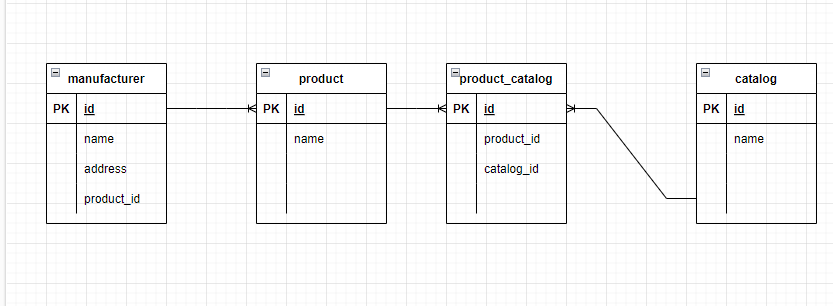 manufacturer
PK id
name
address
product_id
product
PK id
name
product_catalog
PK id
product_id
catalog_id
catalog
PK id
name